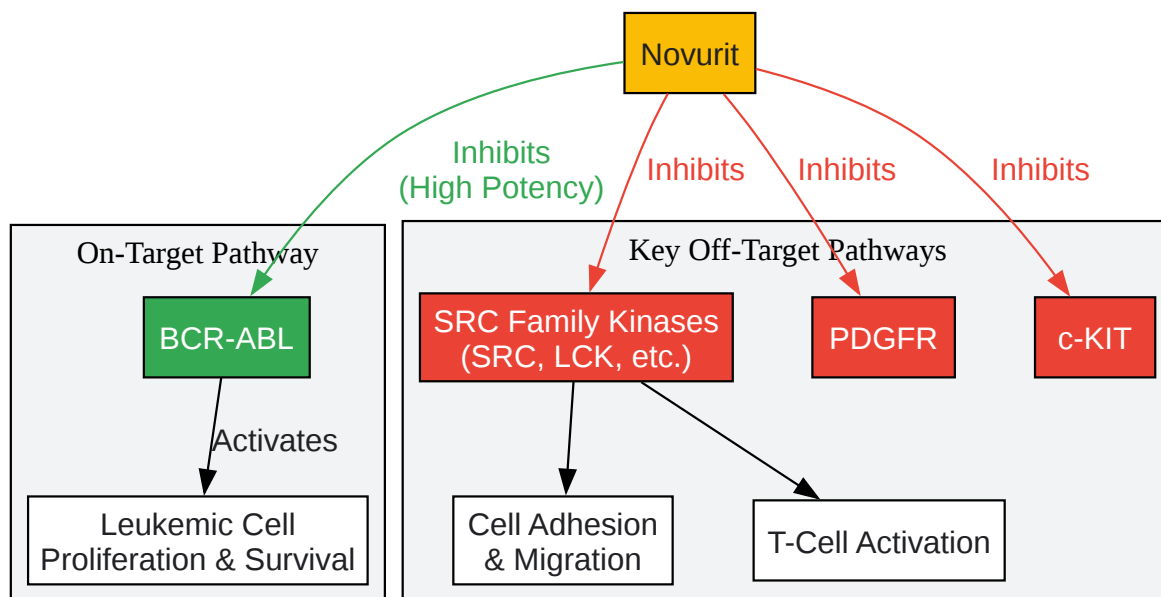 Novurit
Inhibits
(High Potency)
Inhibits
Inhibits
Inhibits
On-Target Pathway
Key Off-Target Pathways
BCR-ABL
SRC Family Kinases
(SRC, LCK, etc.)
PDGFR
c-KIT
Activates
Leukemic Cell
Proliferation & Survival
Cell Adhesion
& Migration
T-Cell Activation